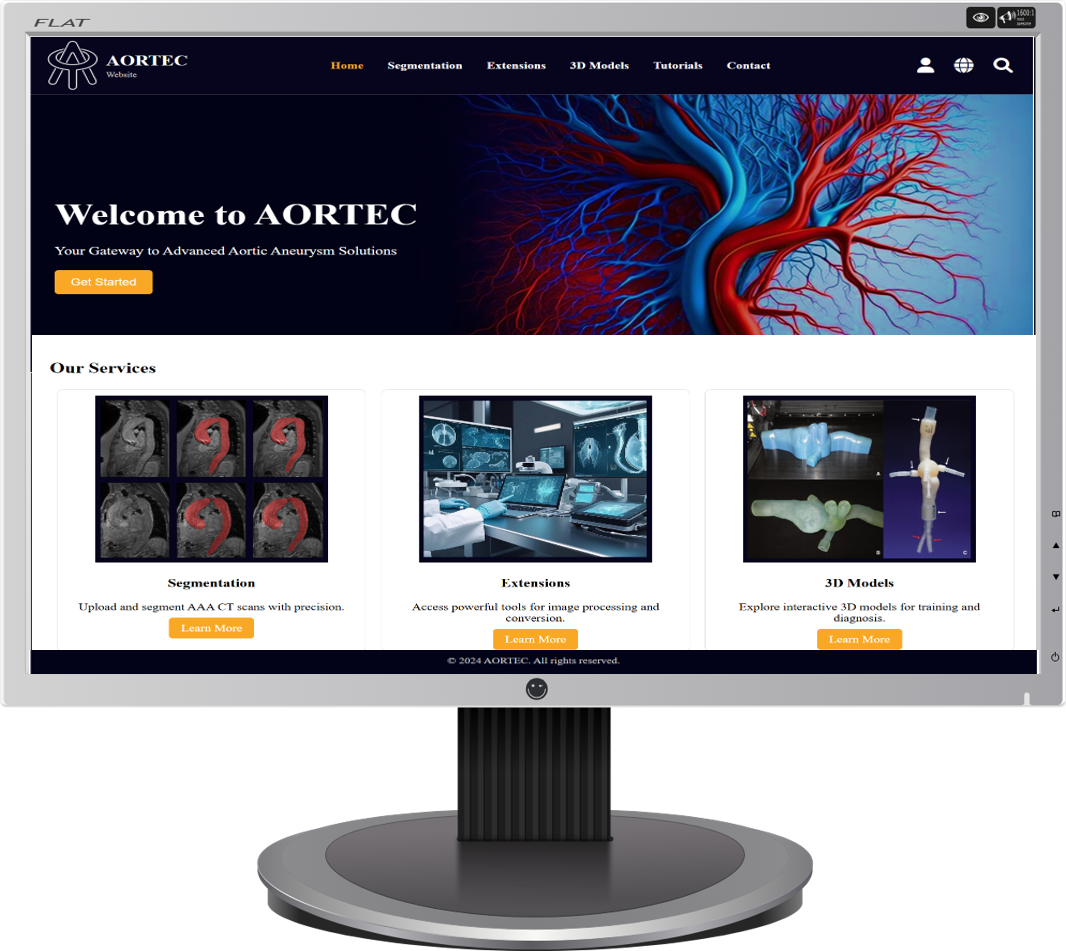 FLAT
1600:1
AORTEC
Website
Home Segmentation Extensions 3D Models Tutorials Contact
Welcome to AORTEC
Your Gateway to Advanced Aortic Aneurysm Solutions
Get Started
Our Services
A
B
C
Segmentation
Extensions
3D Models
Upload and segment AAA CT scans with precision.
Learn More
Access powerful tools for image processing and
conversion.
Learn More
Explore interactive 3D models for training and
diagnosis.
Learn More
© 2024 AORTEC. All rights reserved.